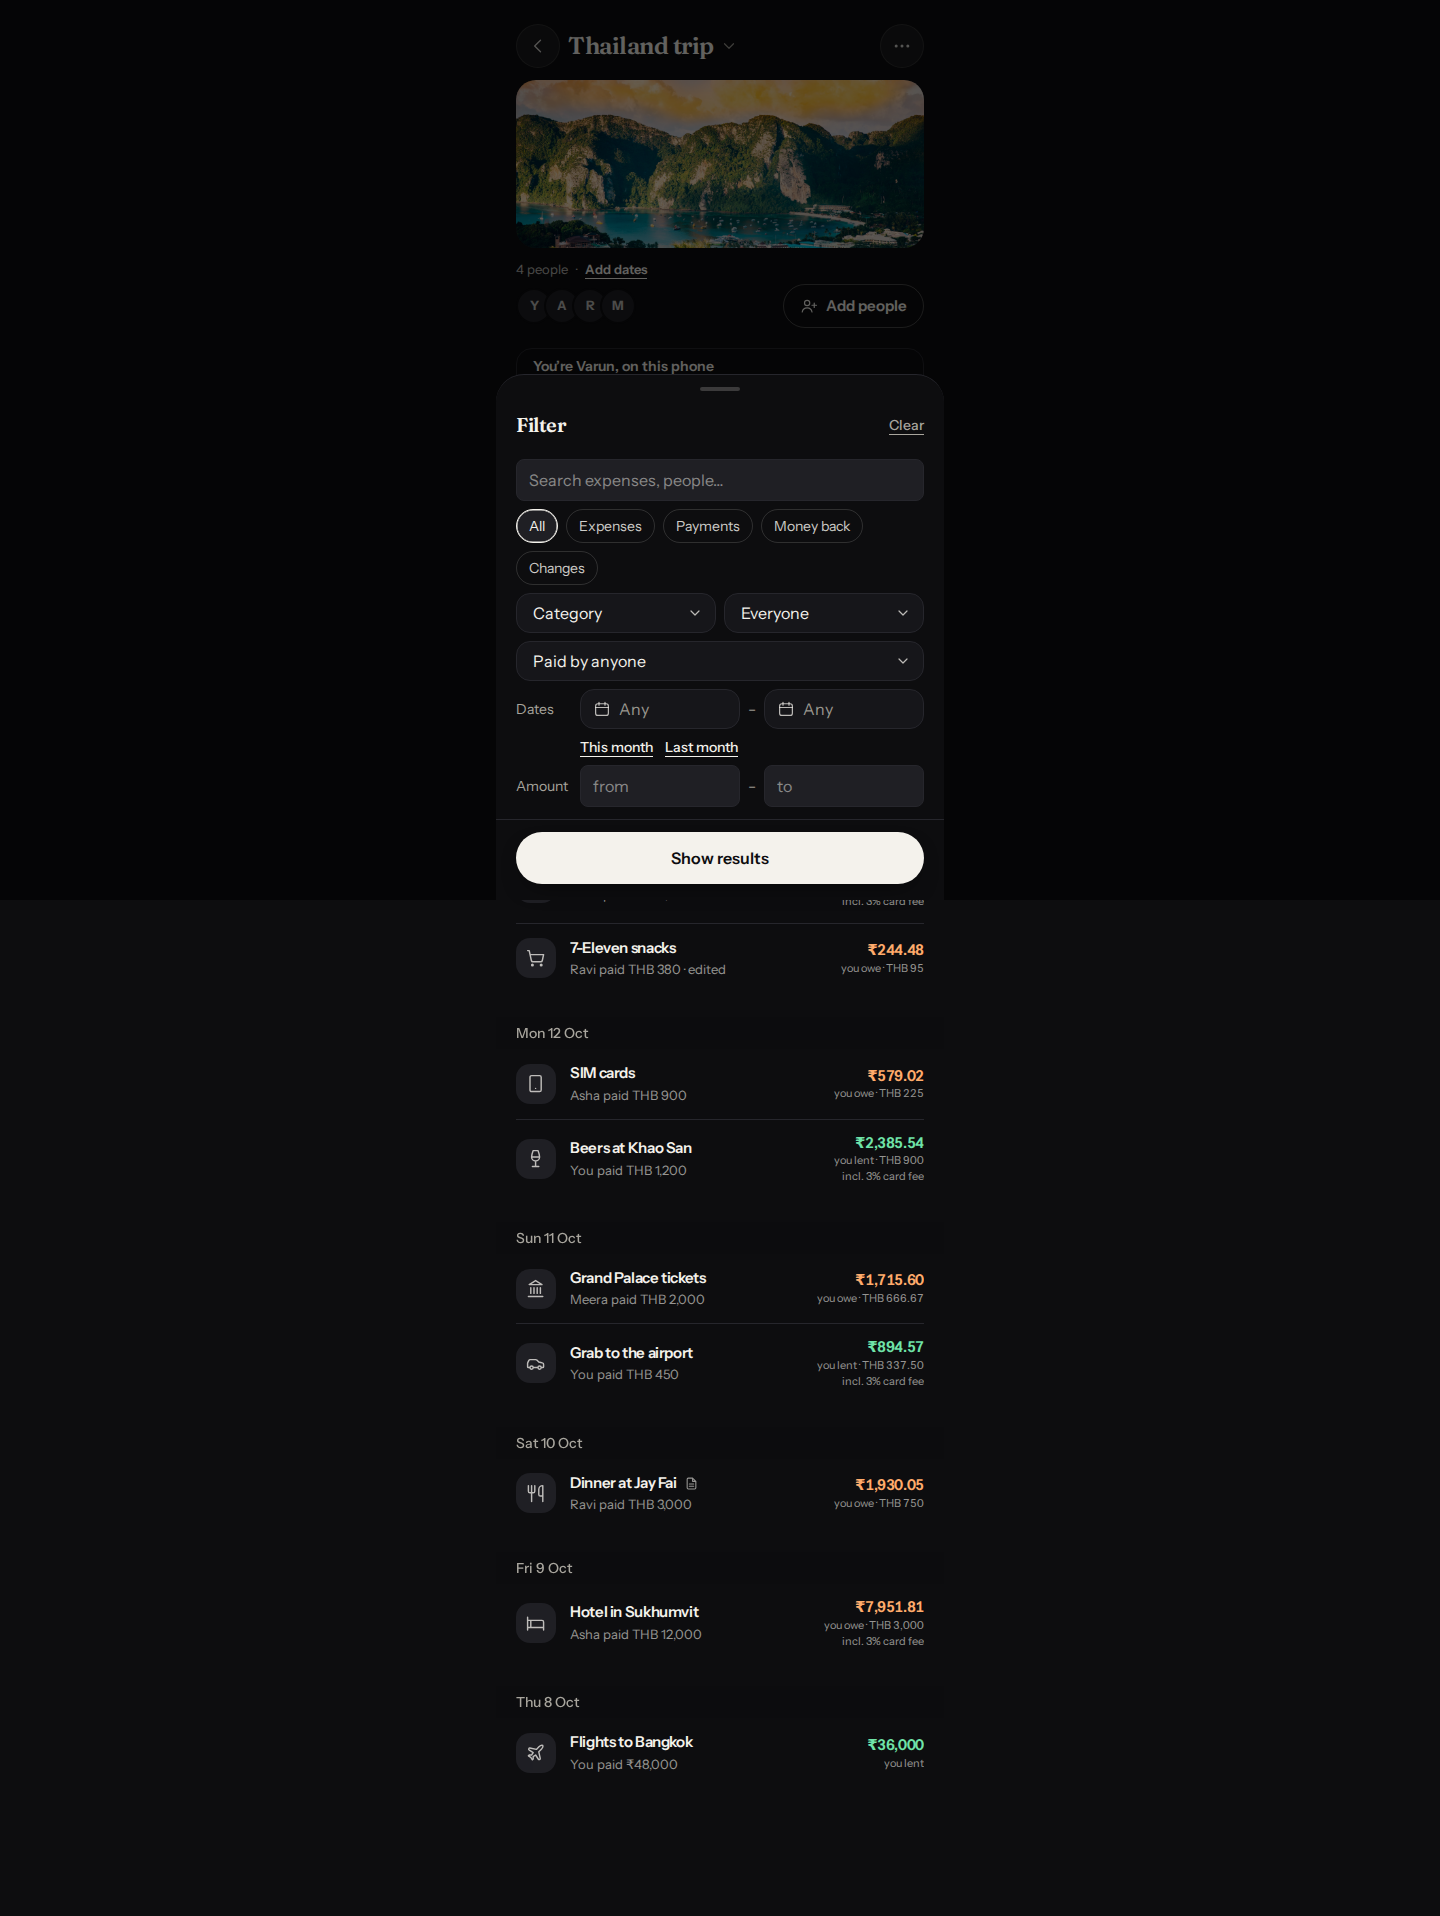 Thailand trip
4 people · Add dates
Y A R M
Add people
You're Varun, on this phone
Filter
Clear
Search expenses, people...
All Expenses Payments Money back
Changes
Category Everyone
Paid by anyone
Dates Any - Any
This month Last month
Amount from - to
Show results
incl. 3% card fee
7-Eleven snacks ₹244.48
Ravi paid THB 380 · edited you owe · THB 95
Mon 12 Oct
SIM cards ₹579.02
Asha paid THB 900 you owe · THB 225
Beers at Khao San ₹2,385.54
You paid THB 1,200 you lent · THB 900
incl. 3% card fee
Sun 11 Oct
Grand Palace tickets ₹1,715.60
Meera paid THB 2,000 you owe · THB 666.67
Grab to the airport ₹894.57
You paid THB 450 you lent · THB 337.50
incl. 3% card fee
Sat 10 Oct
Dinner at Jay Fai ₹1,930.05
Ravi paid THB 3,000 you owe · THB 750
Fri 9 Oct
Hotel in Sukhumvit ₹7,951.81
Asha paid THB 12,000 you owe · THB 3,000
incl. 3% card fee
Thu 8 Oct
Flights to Bangkok ₹36,000
You paid ₹48,000 you lent